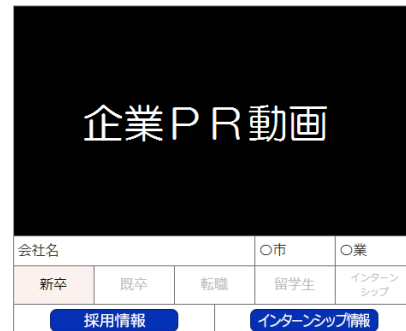 企業ＰＲ動画
会社名 〇市 〇業
新卒 既卒 転職 留学生 インターン
シップ
採用情報 インターンシップ情報